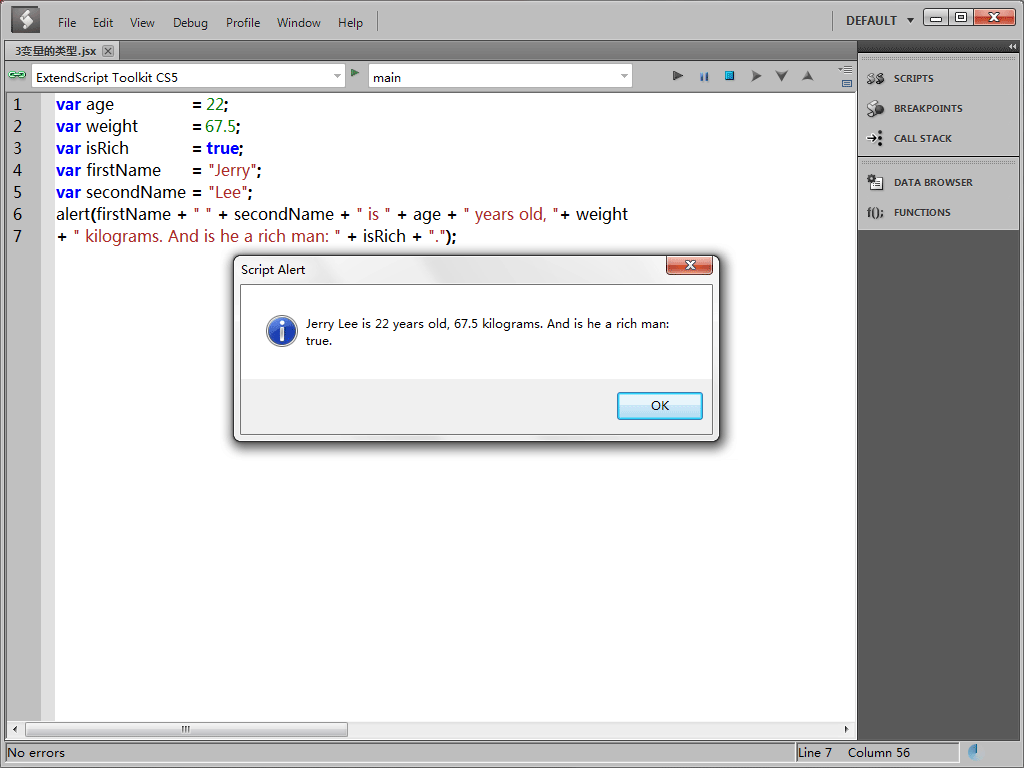 File Edit View Debug Profile Window Help DEFAULT
3变量的类型.jsx
ExtendScript Toolkit CS5 main
1 var age = 22;
2 var weight = 67.5;
3 var isRich = true;
4 var firstName = "Jerry";
5 var secondName = "Lee";
6 alert(firstName + " " + secondName + " is " + age + " years old, "+ weight
7 + " kilograms. And is he a rich man: " + isRich + ".");
SCRIPTS
BREAKPOINTS
CALL STACK
DATA BROWSER
f(); FUNCTIONS
Script Alert
Jerry Lee is 22 years old, 67.5 kilograms. And is he a rich man:
true.
OK
No errors Line 7 Column 56